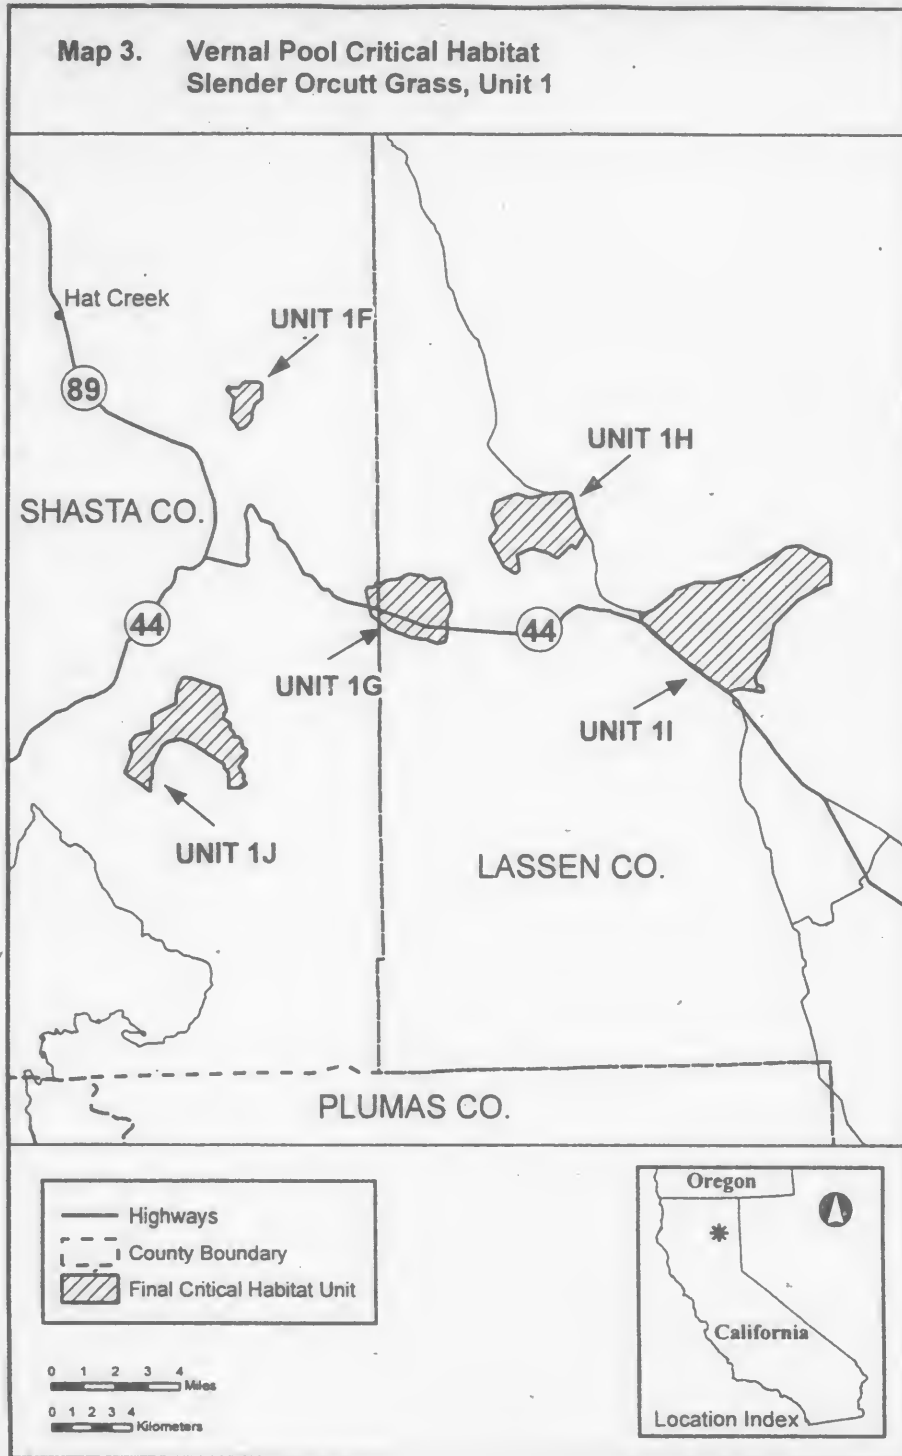 Map 3. Vernal Pool Critical Habitat
Slender Orcutt Grass, Unit 1
Hat Creek
UNIT 1F
89
UNIT 1H
SHASTA CO.
44
44
UNIT 1G
UNIT 1I
UNIT 1J
LASSEN CO.
PLUMAS CO.
Highways
County Boundary
Final Critical Habitat Unit
0 1 2 3 4
Miles
0 1 2 3 4
Kilometers
Oregon
California
Location Index